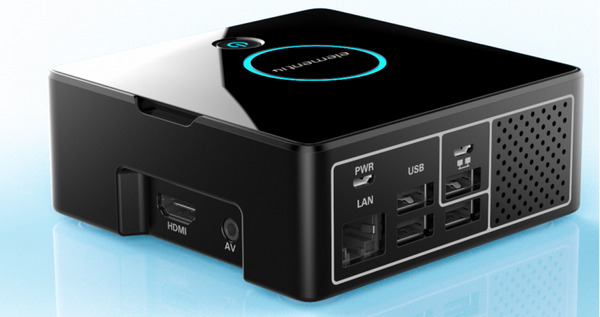 element14
HDMI
AV
PWR
USB
LAN